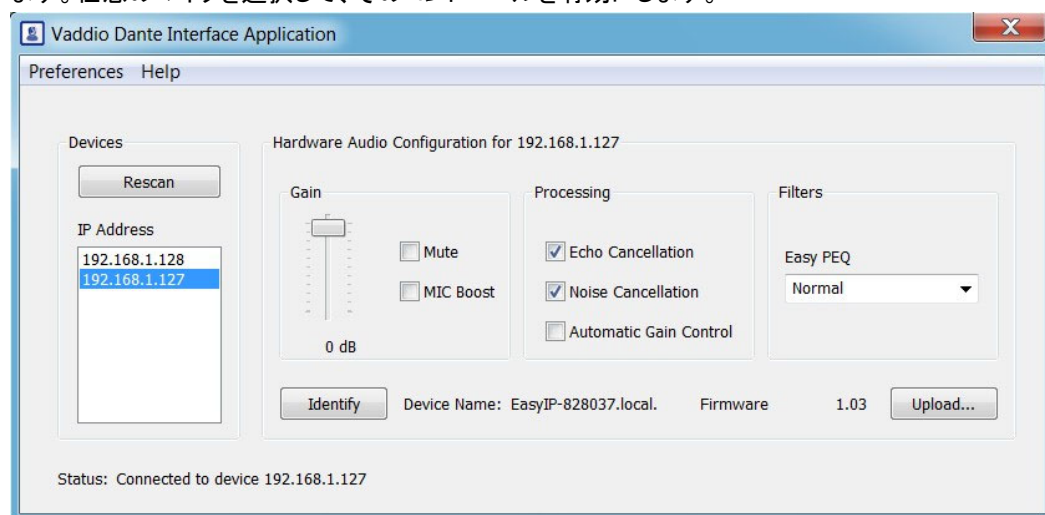 Vaddio Dante Interface Application
X
Preferences Help
Devices
Rescan
IP Address
192.168.1.128
192.168.1.127
Hardware Audio Configuration for 192.168.1.127
Gain
0 dB
Mute
MIC Boost
Processing
Echo Cancellation
Noise Cancellation
Automatic Gain Control
Filters
Easy PEQ
Normal
Identify Device Name: EasyIP-828037.local. Firmware 1.03 Upload...
Status: Connected to device 192.168.1.127